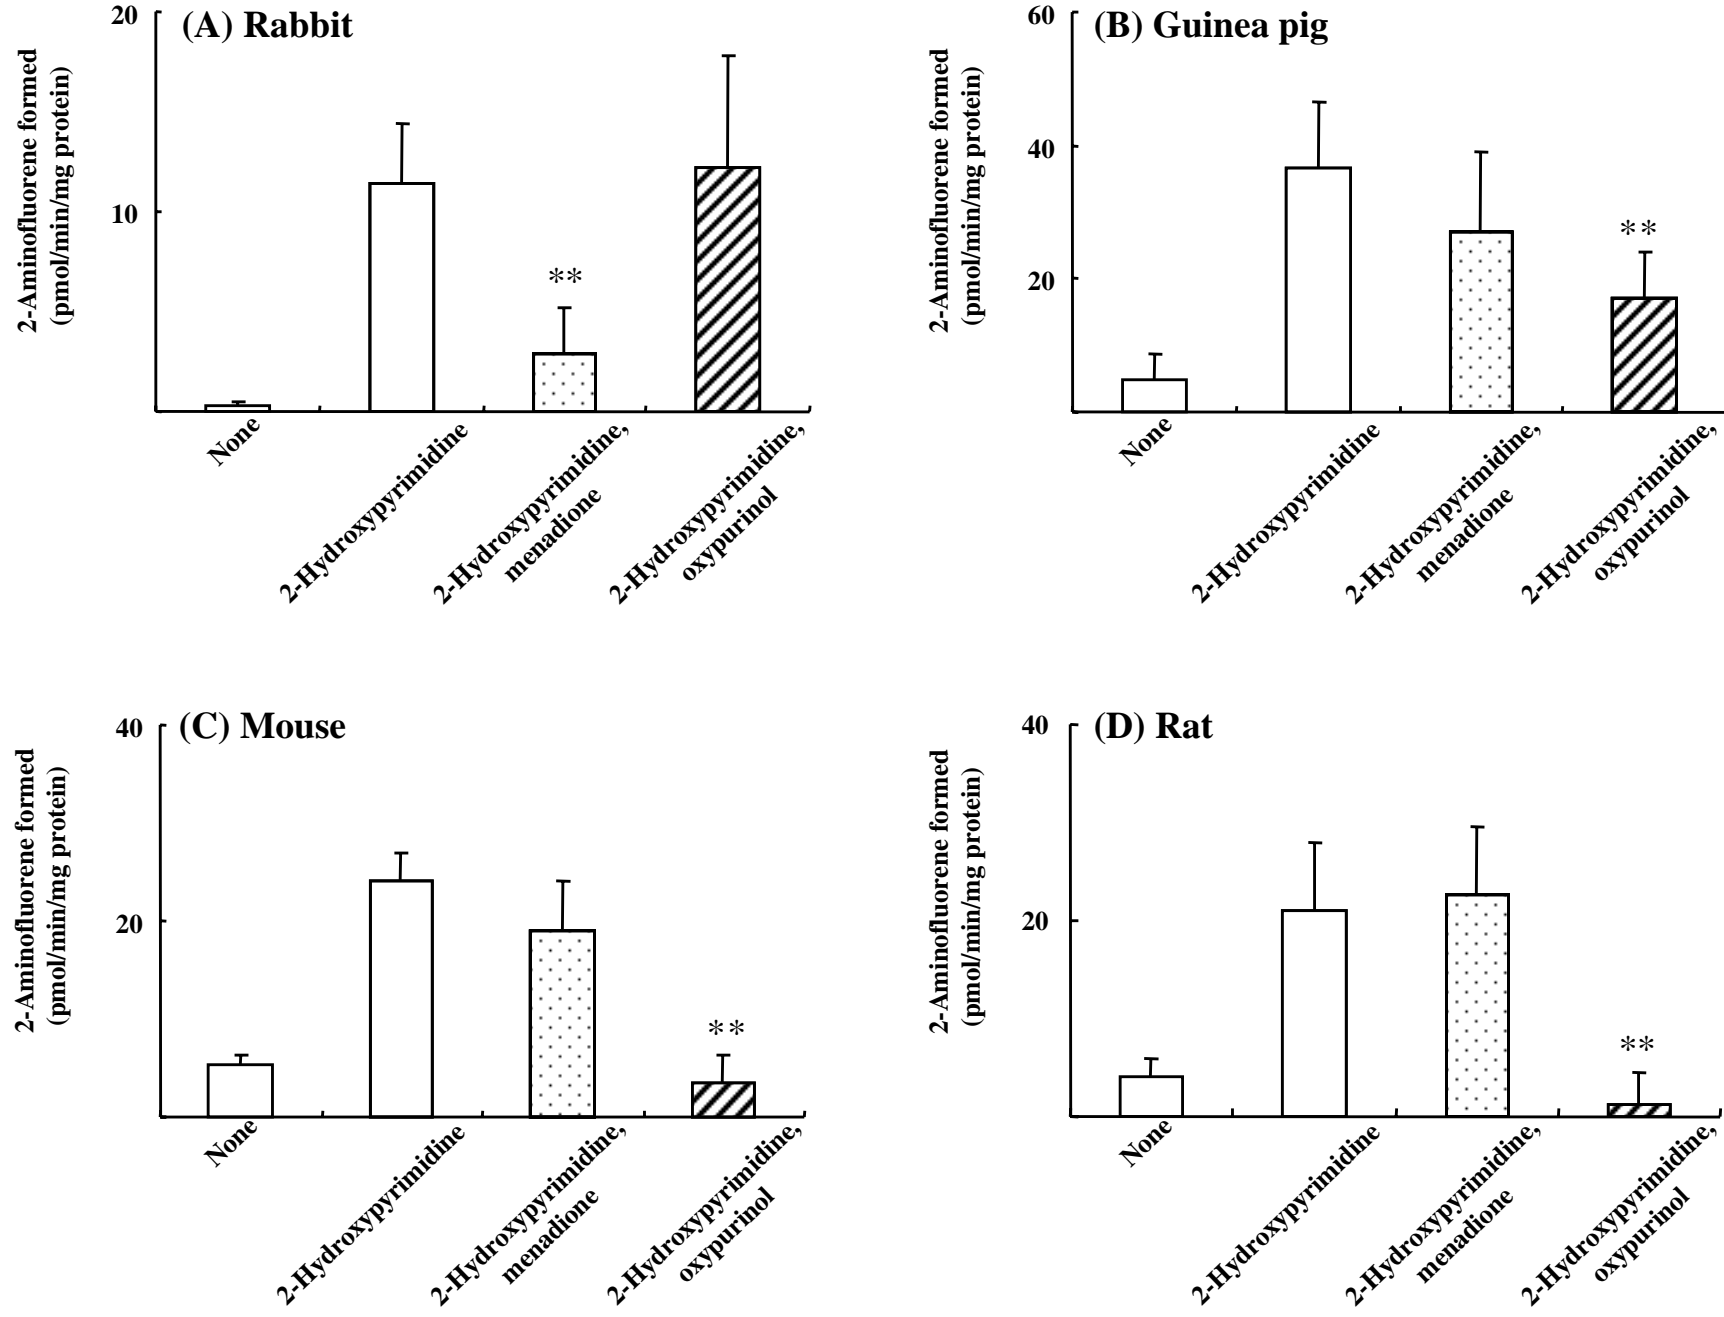 (A) Rabbit
2-Aminofluorene formed
(pmol/min/mg protein)
20
10
**
None
2-Hydroxypyrimidine
2-Hydroxypyrimidine,
menadione
2-Hydroxypyrimidine,
oxypurinol
(B) Guinea pig
2-Aminofluorene formed
(pmol/min/mg protein)
60
40
20
**
None
2-Hydroxypyrimidine
2-Hydroxypyrimidine,
menadione
2-Hydroxypyrimidine,
oxypurinol
(C) Mouse
2-Aminofluorene formed
(pmol/min/mg protein)
40
20
**
None
2-Hydroxypyrimidine
2-Hydroxypyrimidine,
menadione
2-Hydroxypyrimidine,
oxypurinol
(D) Rat
2-Aminofluorene formed
(pmol/min/mg protein)
40
20
**
None
2-Hydroxypyrimidine
2-Hydroxypyrimidine,
menadione
2-Hydroxypyrimidine,
oxypurinol